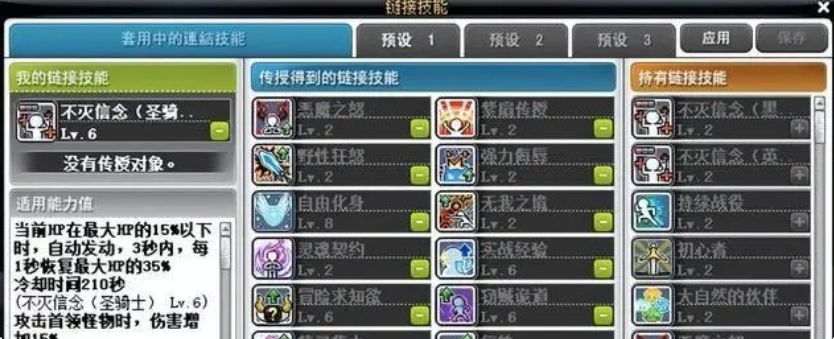 链接技能
套用中的連結技能
预设 1
预设 2
预设 3
应用
保存
我的链接技能
不灭信念（圣骑..
Lv.6
没有传授对象。
适用能力值
当前HP在最大HP的15%以下
时，自动发动，3秒内，每
1秒恢复最大HP的35%
冷却时间210秒
(不灭信念（圣骑士） Lv.6)
攻击首领怪物时，伤害增
加15%
传授得到的链接技能
恶魔之怒
Lv.2
紫扇传授
Lv.2
野性狂怒
Lv.2
强力侮辱
Lv.2
自由化身
Lv.8
无我之境
Lv.2
灵魂契约
Lv.2
实战经验
Lv.6
冒险求知欲
Lv.6
窃贼诡道
Lv.6
持有链接技能
不灭信念（黑..
Lv.2
不灭信念（英..
Lv.2
持续战役
Lv.2
初心者
Lv.2
大自然的伙伴
Lv.2